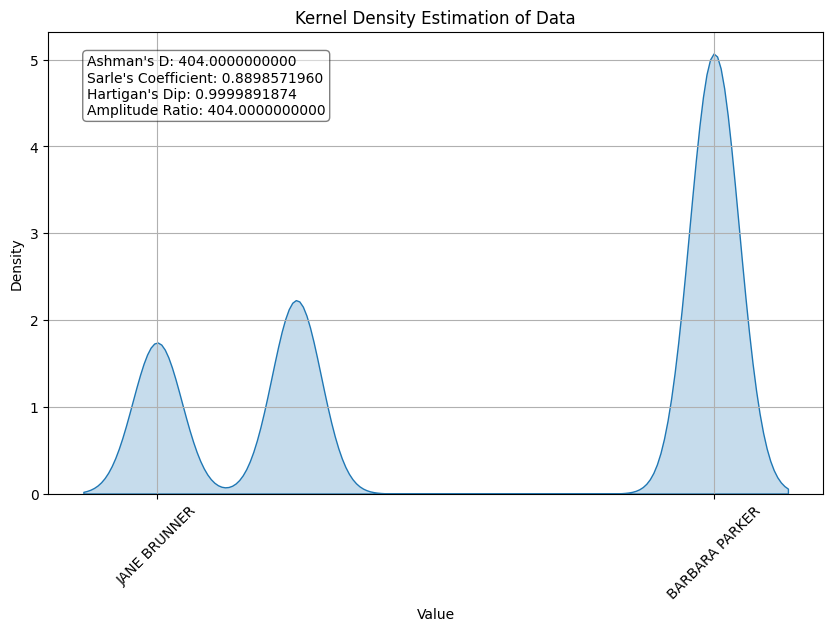 Kernel Density Estimation of Data
Ashman's D: 404.0000000000
Sarle's Coefficient: 0.8898571960
Hartigan's Dip: 0.9999891874
Amplitude Ratio: 404.0000000000
Density
5
4
3
2
1
0
JANE BRUNNER
BARBARA PARKER
Value